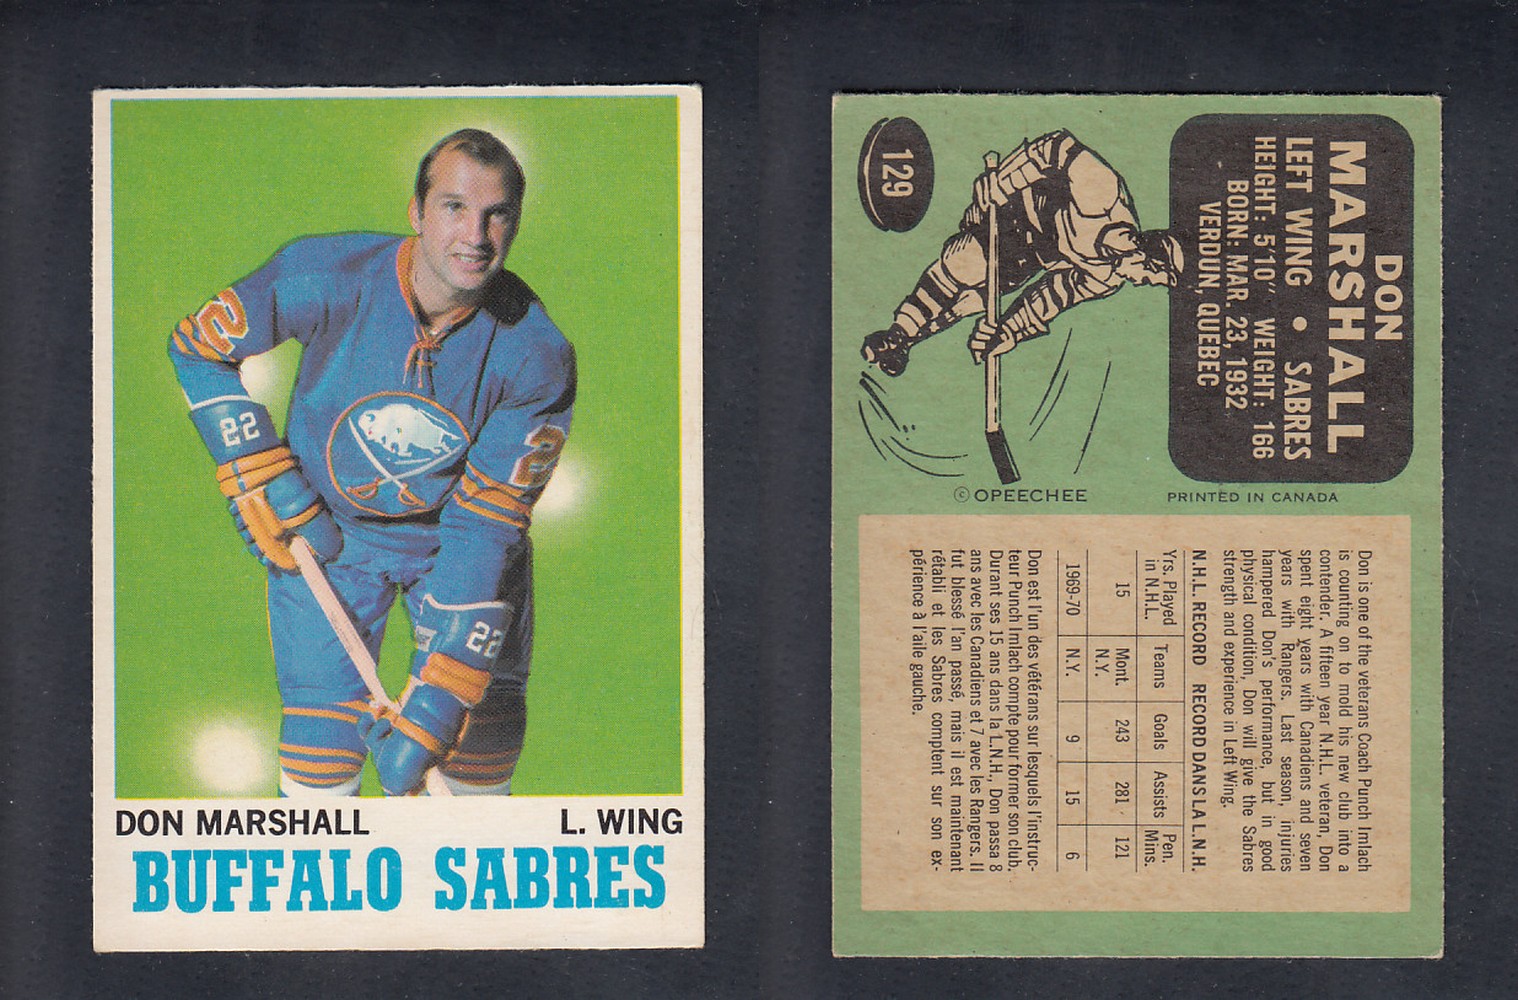 2
22
2
22
DON MARSHALL L. WING
BUFFALO SABRES
129
DON
MARSHALL
LEFT WING • SABRES
HEIGHT: 5'10" WEIGHT: 166
BORN: MAR. 23, 1932
VERDUN, QUEBEC
© OPEECHEE PRINTED IN CANADA
Don is one of the veterans Coach Punch Imlach
is counting on to mold his new club into a
contender. A fifteen year N.H.L. veteran, Don
spent eight years with Canadiens and seven
years with Rangers. Last season, injuries
hampered Don's performance, but in good
physical condition, Don will give the Sabres
strength and experience in Left Wing.
N.H.L. RECORD RECORD DANS LA L.N.H.
Yrs. Played Teams Goals Assists Pen.
in N.H.L. Mins.
15 Mont. 243 281 121
N.Y.
1969-70 N.Y. 9 15 6
Don est l'un des vétérans sur lesquels l'instruc-
teur Punch Imlach compte pour former son club.
Durant ses 15 ans dans la L.N.H., Don passa 8
ans avec les Canadiens et 7 avec les Rangers. Il
fut blessé l'an passé, mais il est maintenant
rétabli et les Sabres comptent sur son ex-
périence à l'aile gauche.